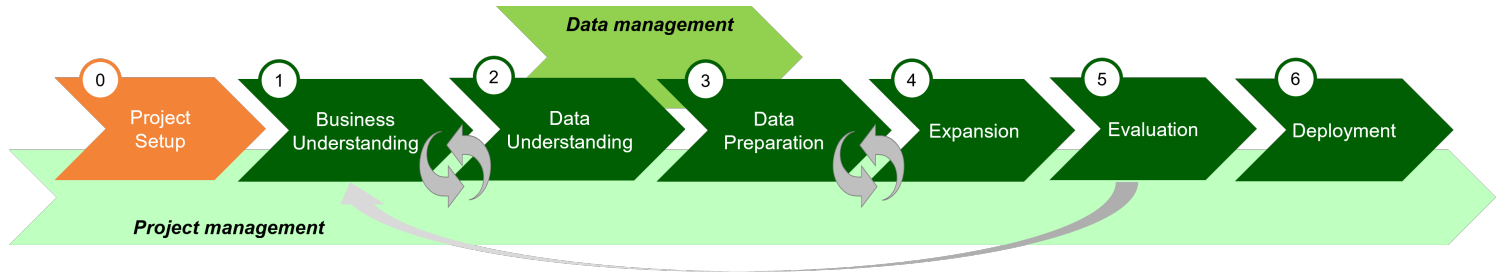 Data management
0
Project
Setup
1
Business
Understanding
2
Data
Understanding
3
Data
Preparation
4
Expansion
5
Evaluation
6
Deployment
Project management